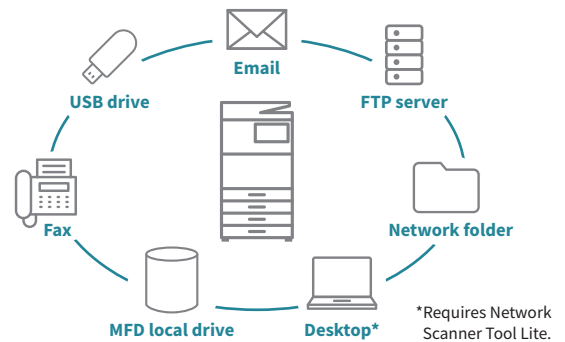 Email
USB drive
FTP server
Fax
Network folder
MFD local drive
Desktop*
*Requires Network
Scanner Tool Lite.